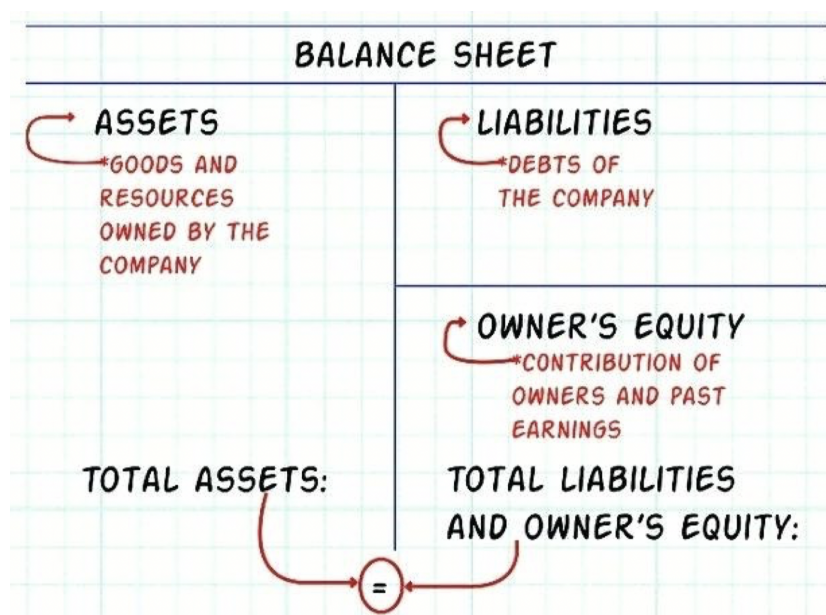 BALANCE SHEET
ASSETS
*GOODS AND
RESOURCES
OWNED BY THE
COMPANY
LIABILITIES
*DEBTS OF
THE COMPANY
OWNER'S EQUITY
*CONTRIBUTION OF
OWNERS AND PAST
EARNINGS
TOTAL ASSETS:
TOTAL LIABILITIES
AND OWNER'S EQUITY:
=